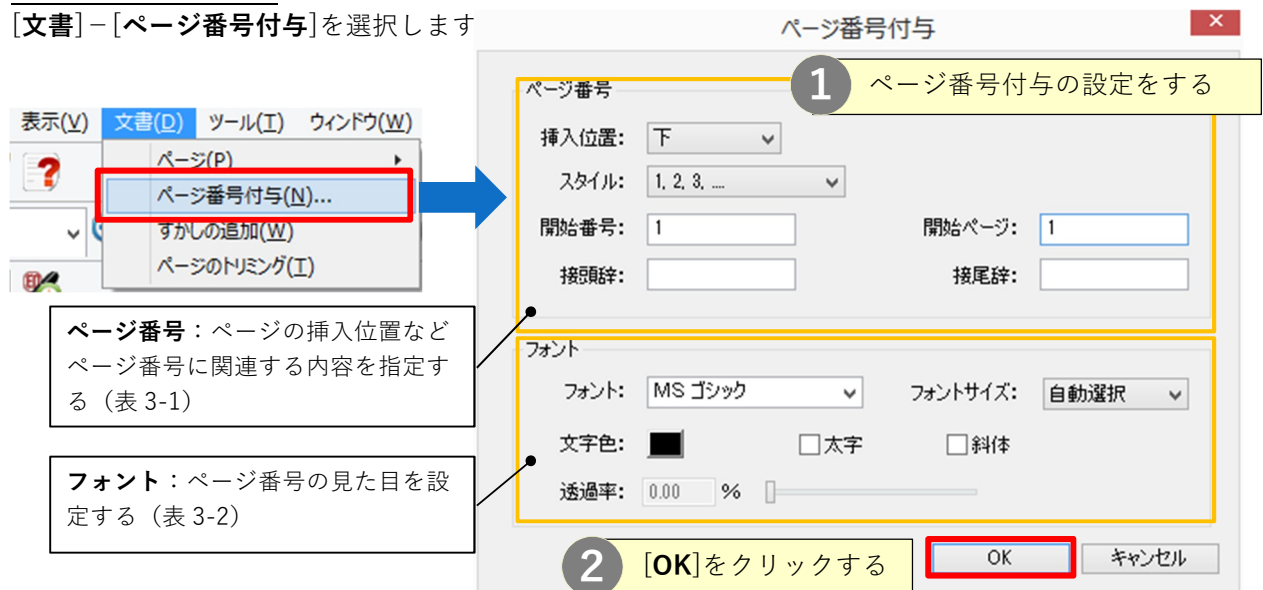 [文書]－[ページ番号付与]を選択します
表示(V) 文書(D) ツール(T) ウィンドウ(W)
ページ(P)
ページ番号付与(N)...
すかしの追加(W)
ページのトリミング(T)
ページ番号：ページの挿入位置など
ページ番号に関連する内容を指定す
る（表 3-1）
フォント：ページ番号の見た目を設
定する（表 3-2）
ページ番号付与
1 ページ番号付与の設定をする
ページ番号
挿入位置: 下
スタイル: 1, 2, 3, ....
開始番号: 1 開始ページ: 1
接頭辞: 接尾辞:
フォント
フォント: MS ゴシック フォントサイズ: 自動選択
文字色: 太字 斜体
透過率: 0.00 %
2 [OK]をクリックする
OK キャンセル